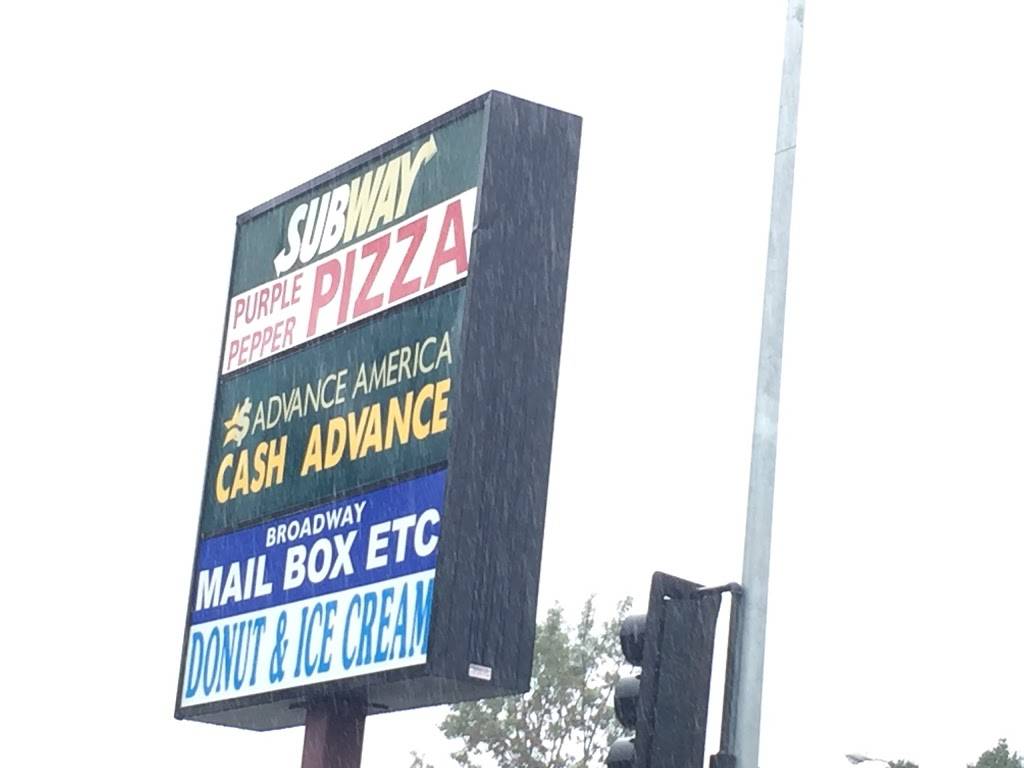 SUBWAY
PURPLE PEPPER PIZZA
ADVANCE AMERICA
CASH ADVANCE
BROADWAY
MAIL BOX ETC
DONUT & ICE CREAM